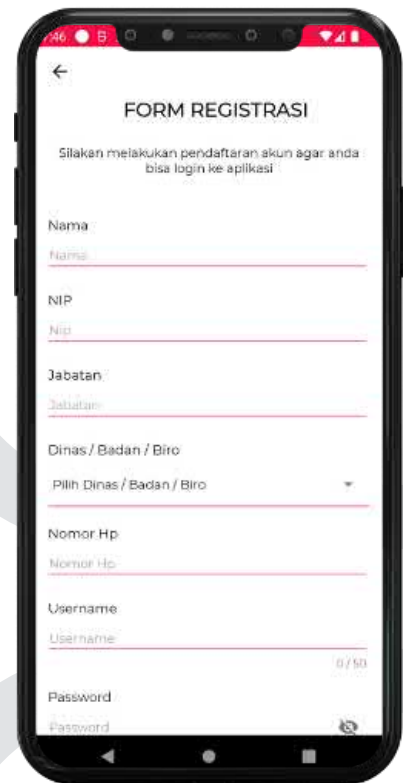 FORM REGISTRASI
Silakan melakukan pendaftaran akun agar anda
bisa login ke aplikasi
Nama
Nama
NIP
Nip
Jabatan
Jabatan
Dinas / Badan / Biro
Pilih Dinas / Badan / Biro
Nomor Hp
Nomor Hp
Username
Username
0 / 50
Password
Password